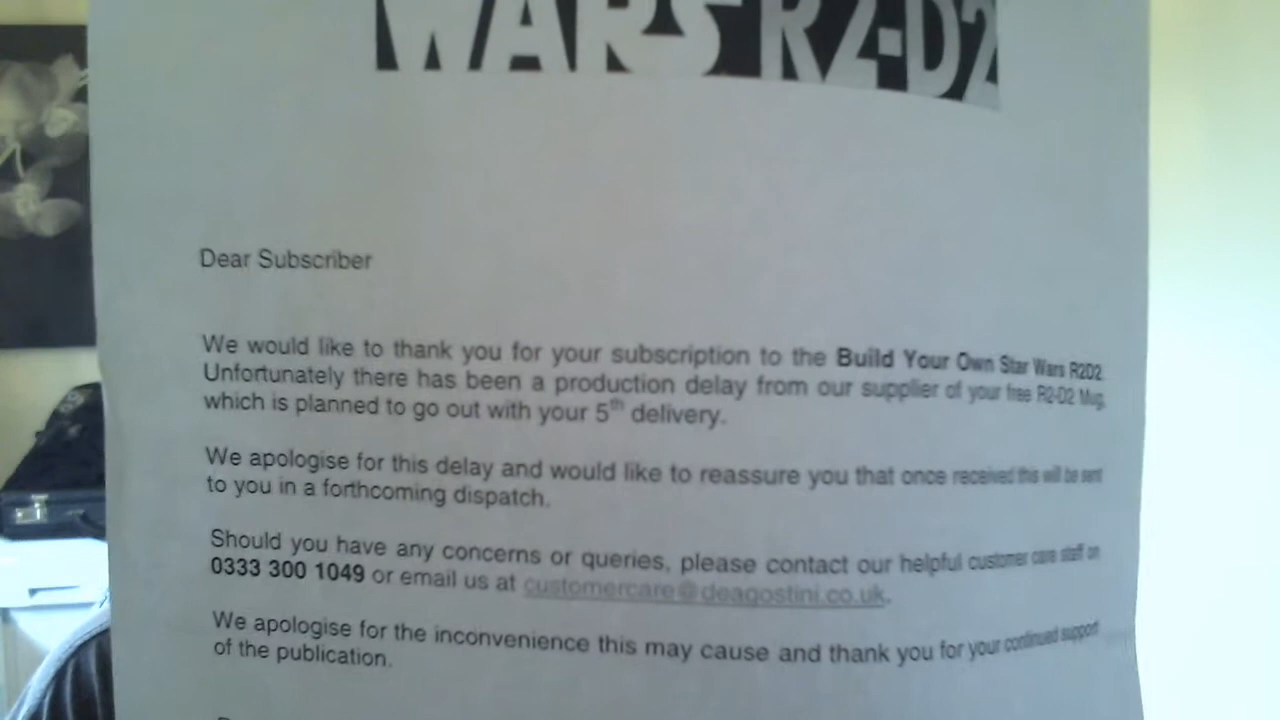 WARS R2-D2
Dear Subscriber
We would like to thank you for your subscription to the Build Your Own Star Wars R2D2.
Unfortunately there has been a production delay from our supplier of your free R2-D2 Mug,
which is planned to go out with your 5th delivery.
We apologise for this delay and would like to reassure you that once received this will be sent
to you in a forthcoming dispatch.
Should you have any concerns or queries, please contact our helpful customer care staff on
0333 300 1049 or email us at customercare@deagostini.co.uk.
We apologise for the inconvenience this may cause and thank you for your continued support
of the publication.